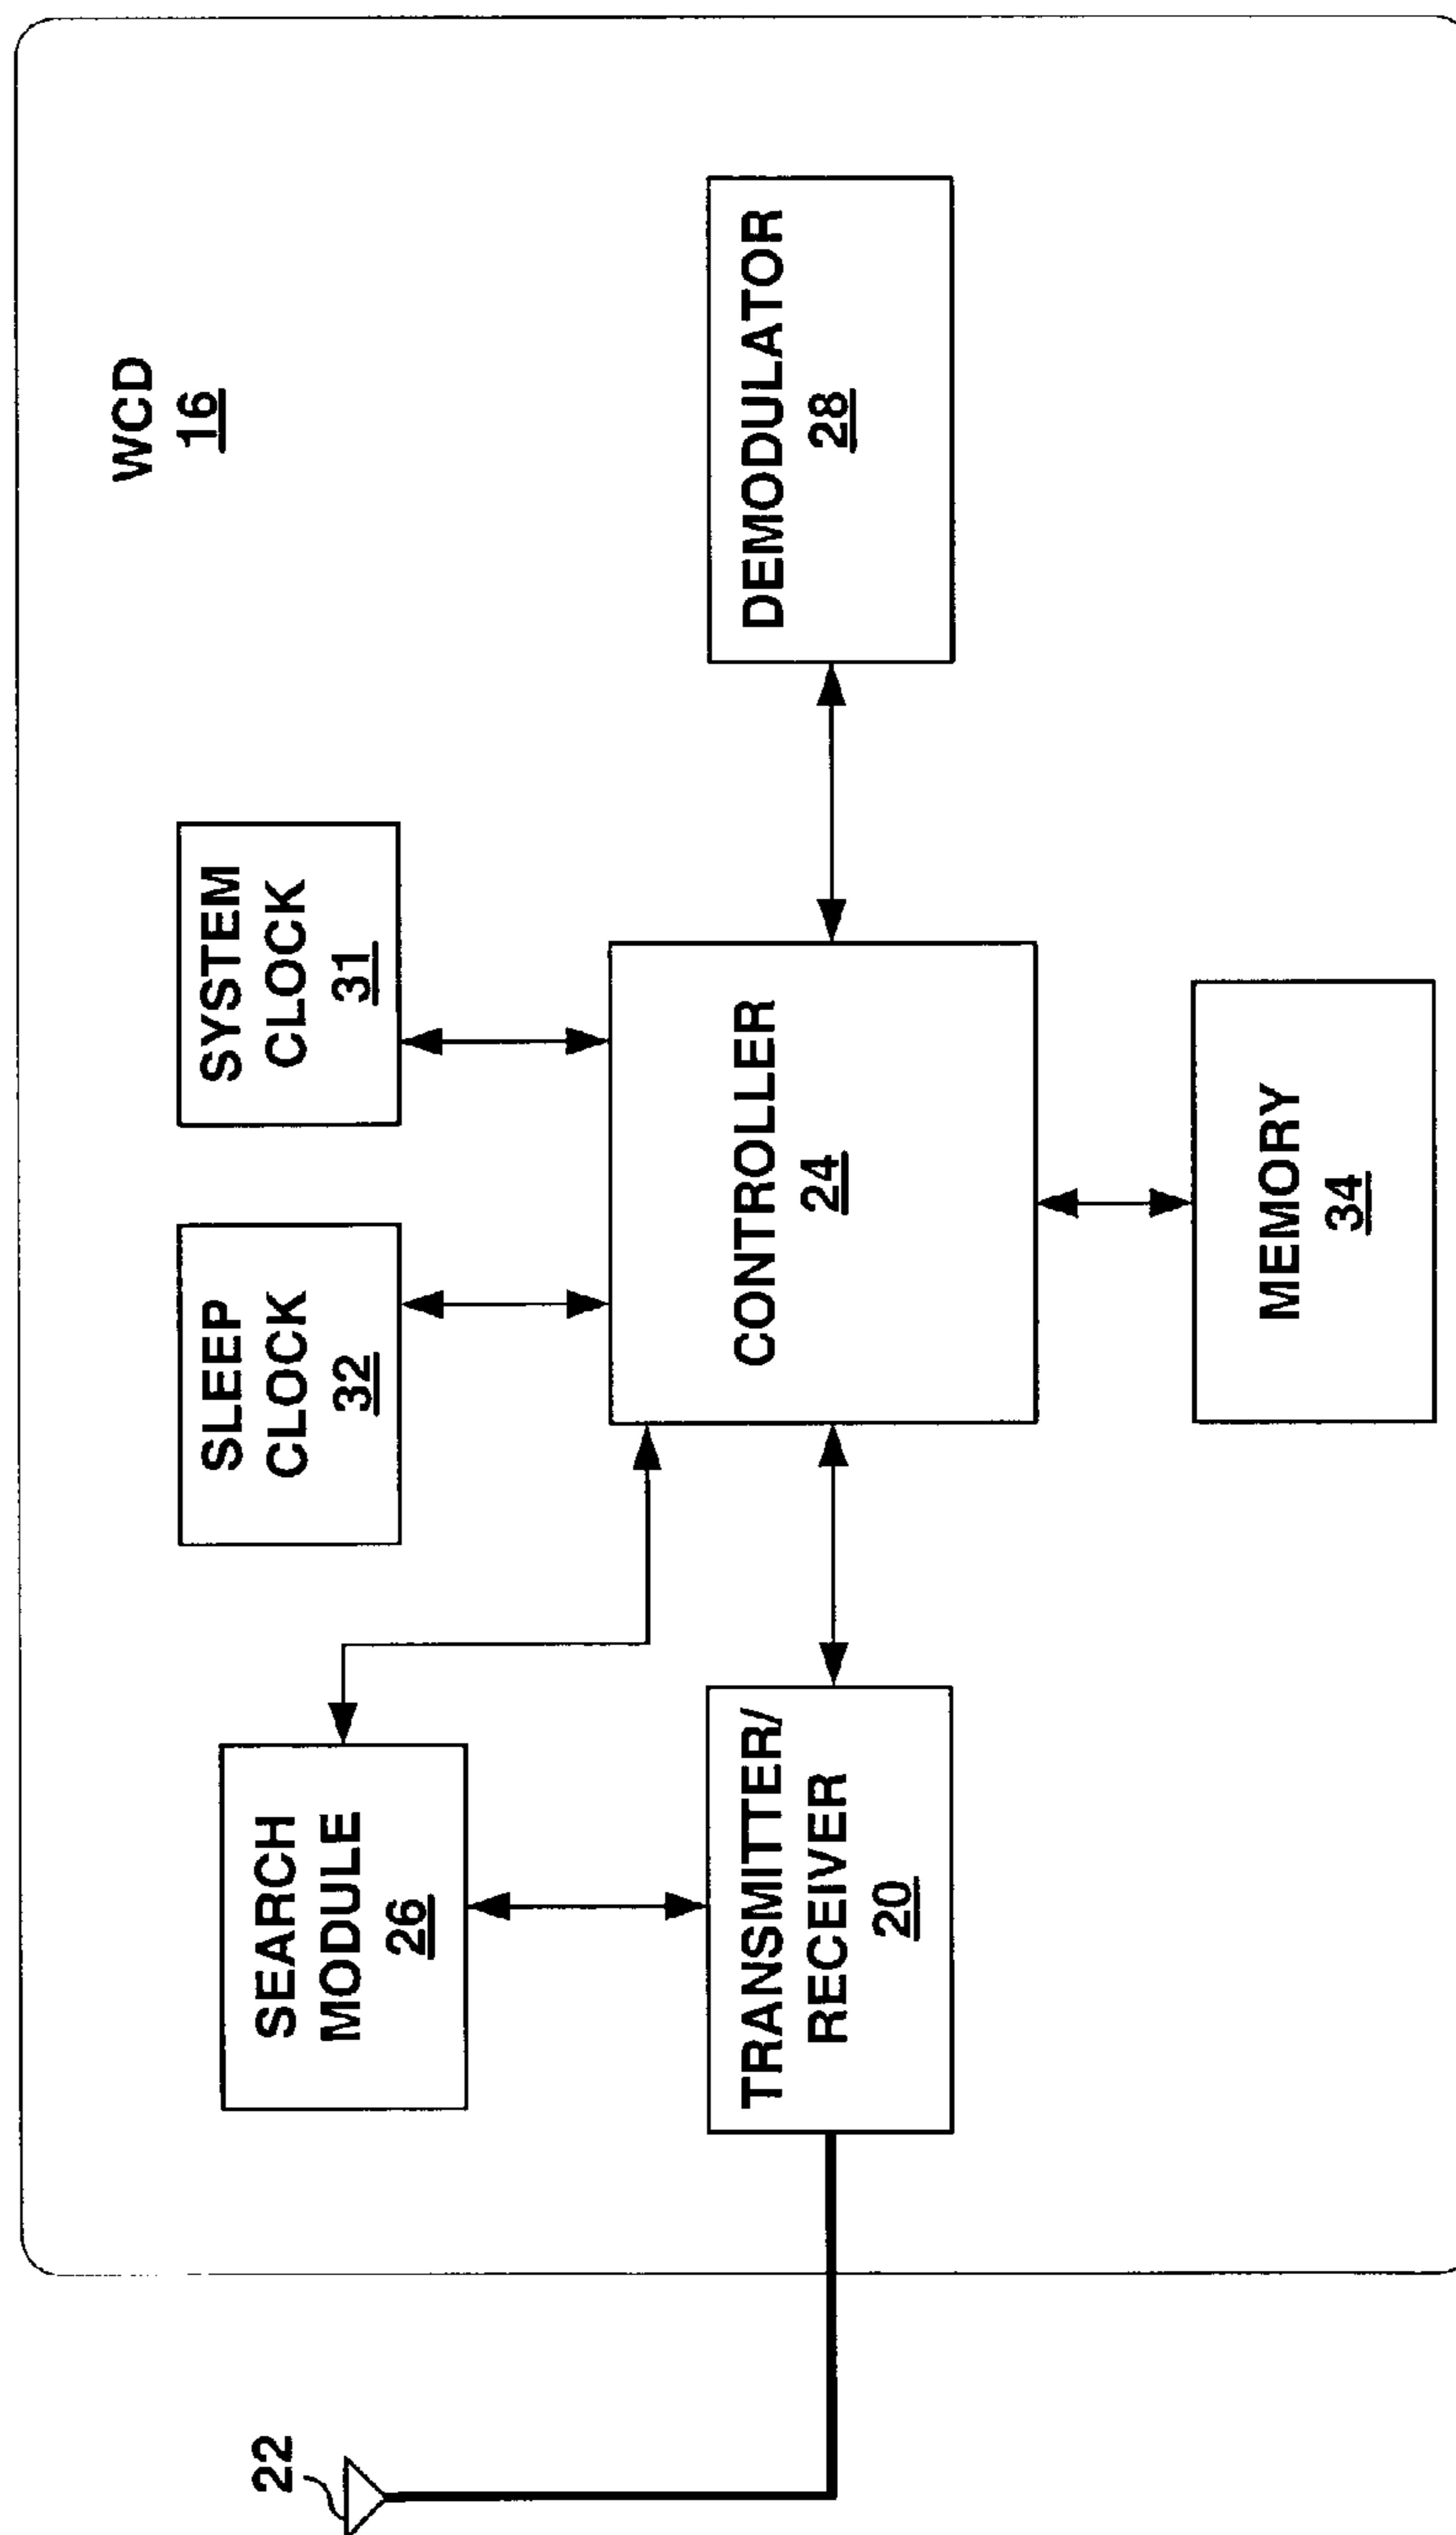 WCD
16
SLEEP
CLOCK
32
SYSTEM
CLOCK
31
SEARCH
MODULE
26
22
TRANSMITTER/
RECEIVER
20
CONTROLLER
24
DEMODULATOR
28
MEMORY
34